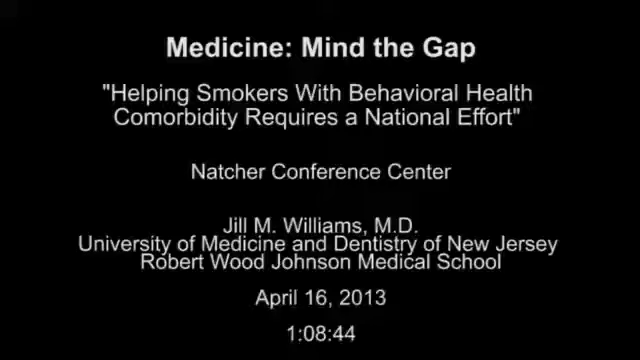 Medicine: Mind the Gap
"Helping Smokers With Behavioral Health
Comorbidity Requires a National Effort"
Natcher Conference Center
Jill M. Williams, M.D.
University of Medicine and Dentistry of New Jersey
Robert Wood Johnson Medical School
April 16, 2013
1:08:44